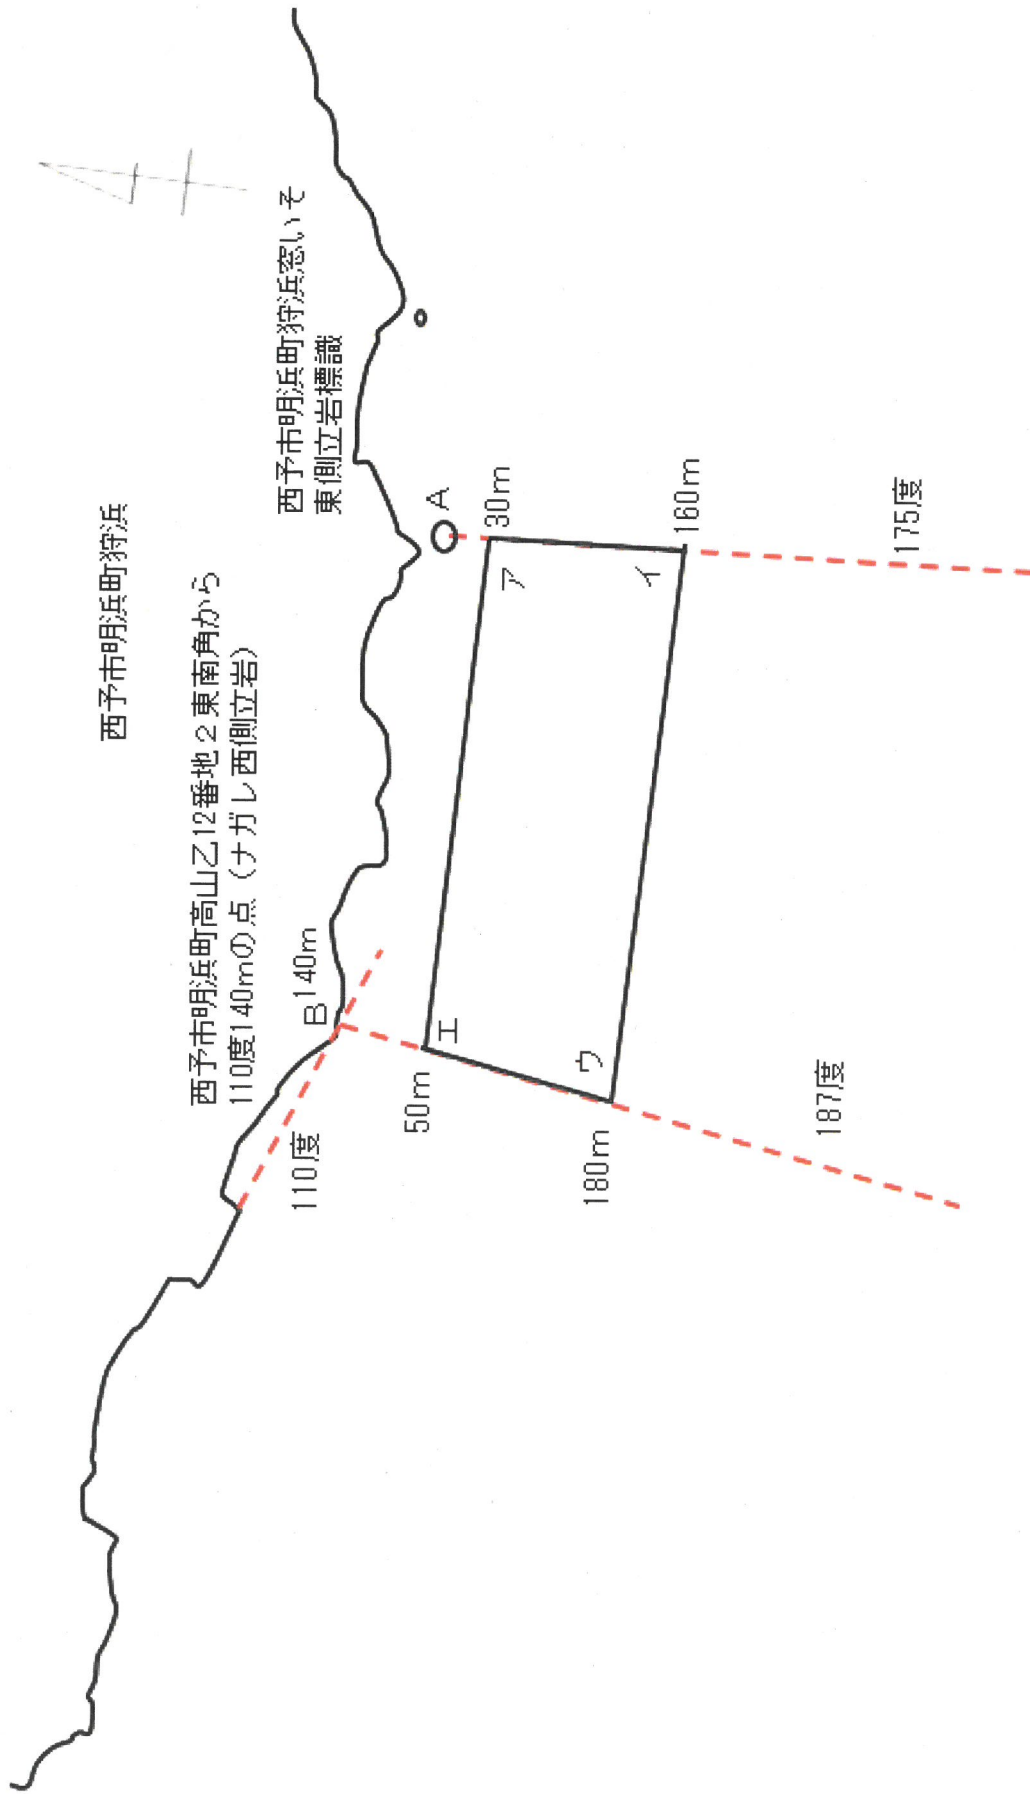 西予市明浜町狩浜
西予市明浜町高山乙12番地2東南角から
110度140mの点（ナガレ西側立岩）
西予市明浜町狩浜窓いそ
東側立岩標識
B
140m
110度
A
30m
ア
50m
エ
イ
160m
ウ
180m
175度
187度